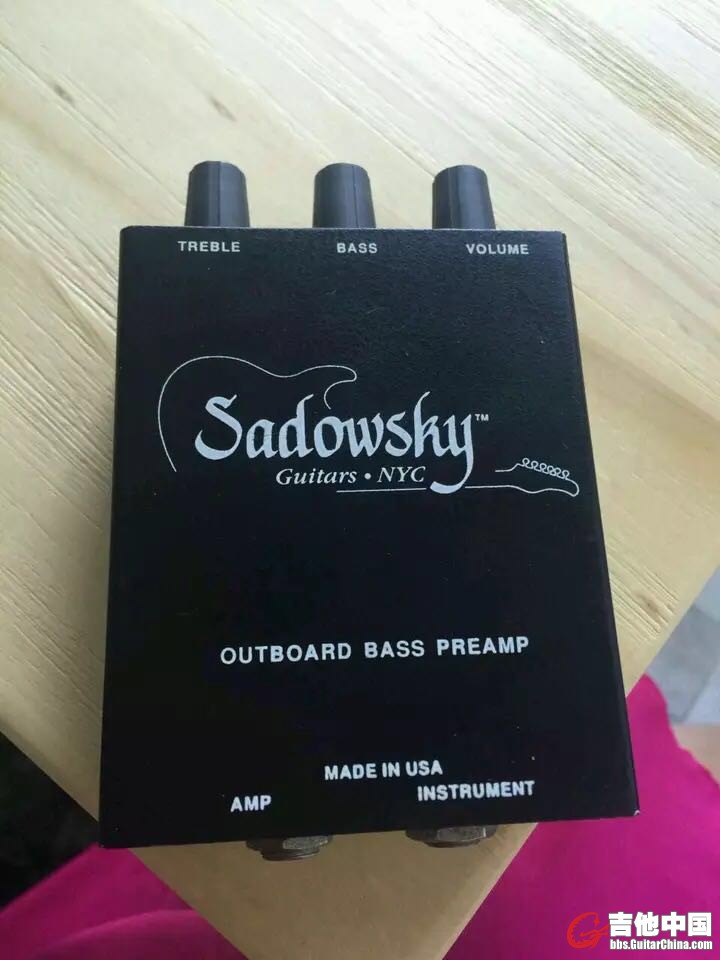 TREBLE BASS VOLUME
Sadowsky™
Guitars • NYC
OUTBOARD BASS PREAMP
MADE IN USA
AMP INSTRUMENT
吉他中国
bbs.GuitarChina.com